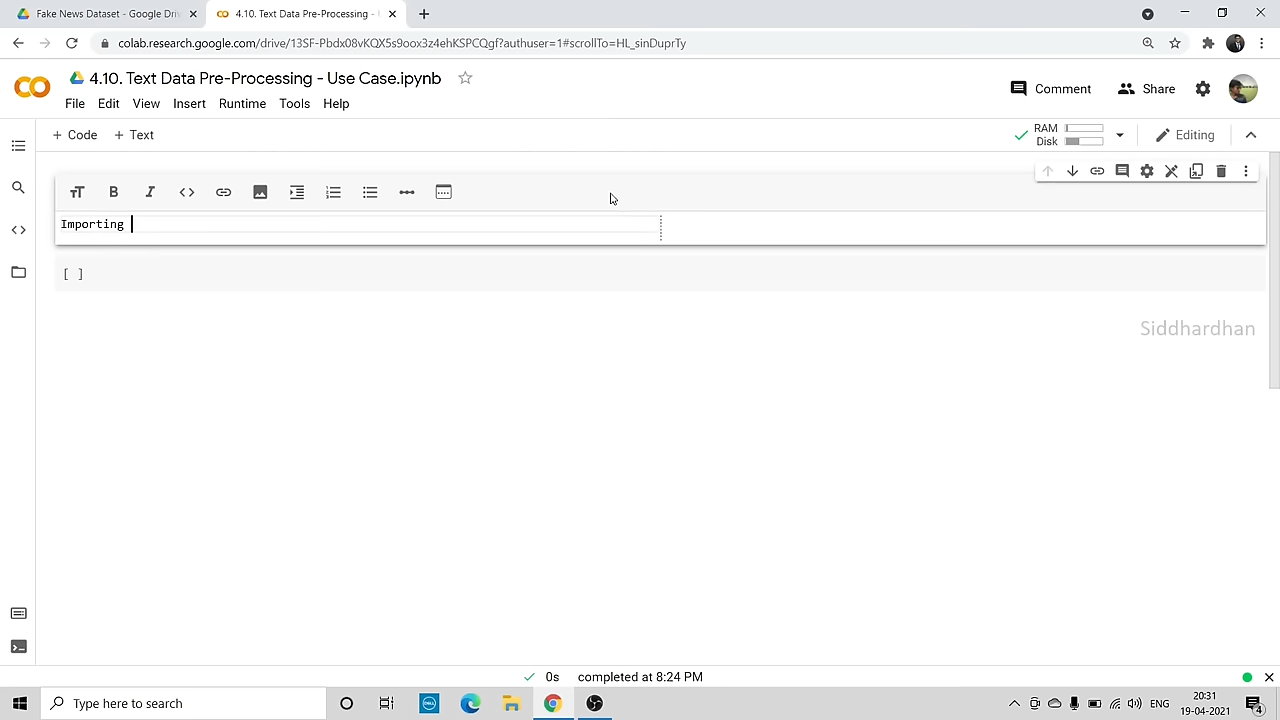 Fake News Dataset - Google Dri
4.10. Text Data Pre-Processing -
colab.research.google.com/drive/13SF-Pbdx08vKQX5s9oox3z4ehKSPCQgf?authuser=1#scrollTo=HL_sinDuprTy
4.10. Text Data Pre-Processing - Use Case.ipynb
Comment
Share
File Edit View Insert Runtime Tools Help
+ Code + Text
RAM
Disk
Editing
Importing
[ ]
Siddhardhan
0s completed at 8:24 PM
Type here to search
DELL
ENG
20:31
19-04-2021
4